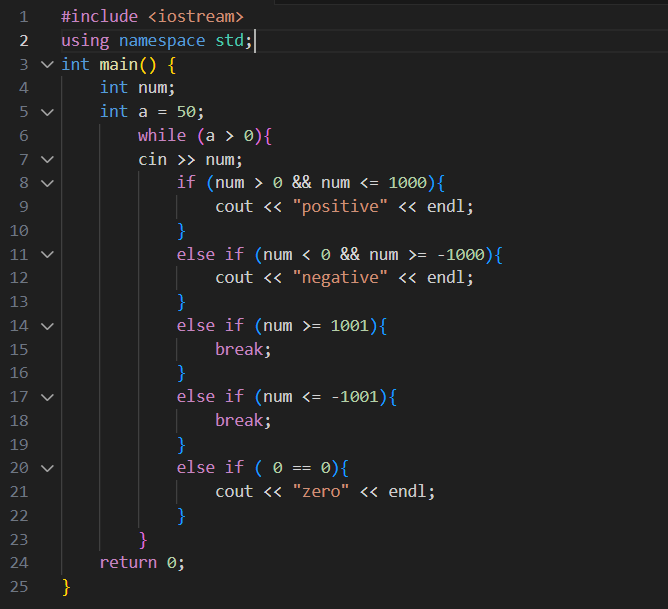 1 #include <iostream>
2 using namespace std;
3 int main() {
4 int num;
5 int a = 50;
6 while (a > 0){
7 cin >> num;
8 if (num > 0 && num <= 1000){
9 cout << "positive" << endl;
10 }
11 else if (num < 0 && num >= -1000){
12 cout << "negative" << endl;
13 }
14 else if (num >= 1001){
15 break;
16 }
17 else if (num <= -1001){
18 break;
19 }
20 else if ( 0 == 0){
21 cout << "zero" << endl;
22 }
23 }
24 return 0;
25 }